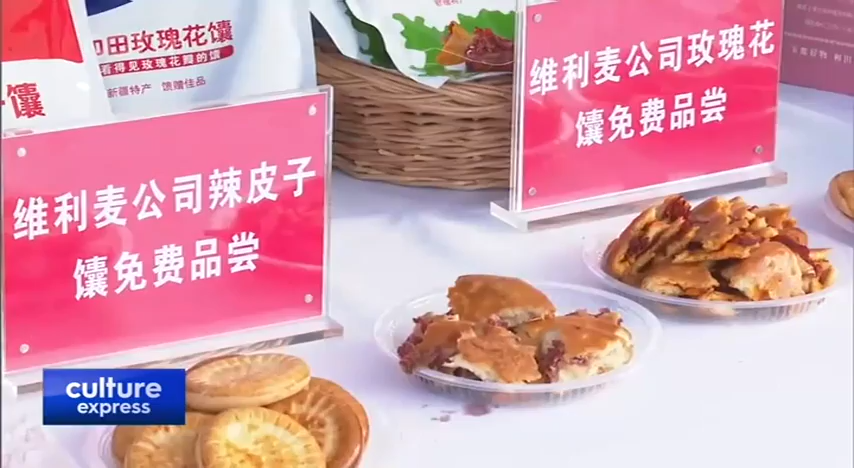 和田玫瑰花馕
看得见玫瑰花瓣的馕
新疆特产 馈赠佳品
馕
维利麦公司玫瑰花
馕免费品尝
维利麦公司辣皮子
馕免费品尝
culture
express